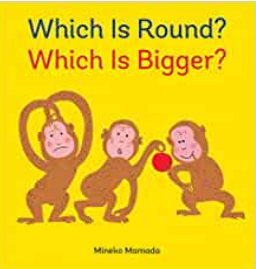 Which Is Round?
Which Is Bigger?
Mineko Mamada